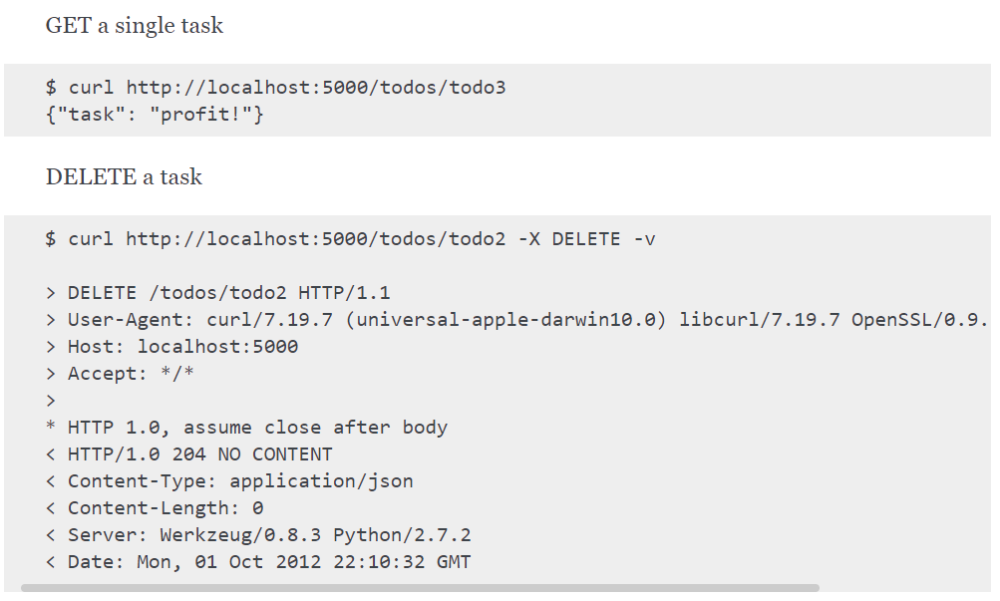 GET a single task
$ curl http://localhost:5000/todos/todo3
{"task": "profit!"}
DELETE a task
$ curl http://localhost:5000/todos/todo2 -X DELETE -v
> DELETE /todos/todo2 HTTP/1.1
> User-Agent: curl/7.19.7 (universal-apple-darwin10.0) libcurl/7.19.7 OpenSSL/0.9.
> Host: localhost:5000
> Accept: */*
>
* HTTP 1.0, assume close after body
< HTTP/1.0 204 NO CONTENT
< Content-Type: application/json
< Content-Length: 0
< Server: Werkzeug/0.8.3 Python/2.7.2
< Date: Mon, 01 Oct 2012 22:10:32 GMT